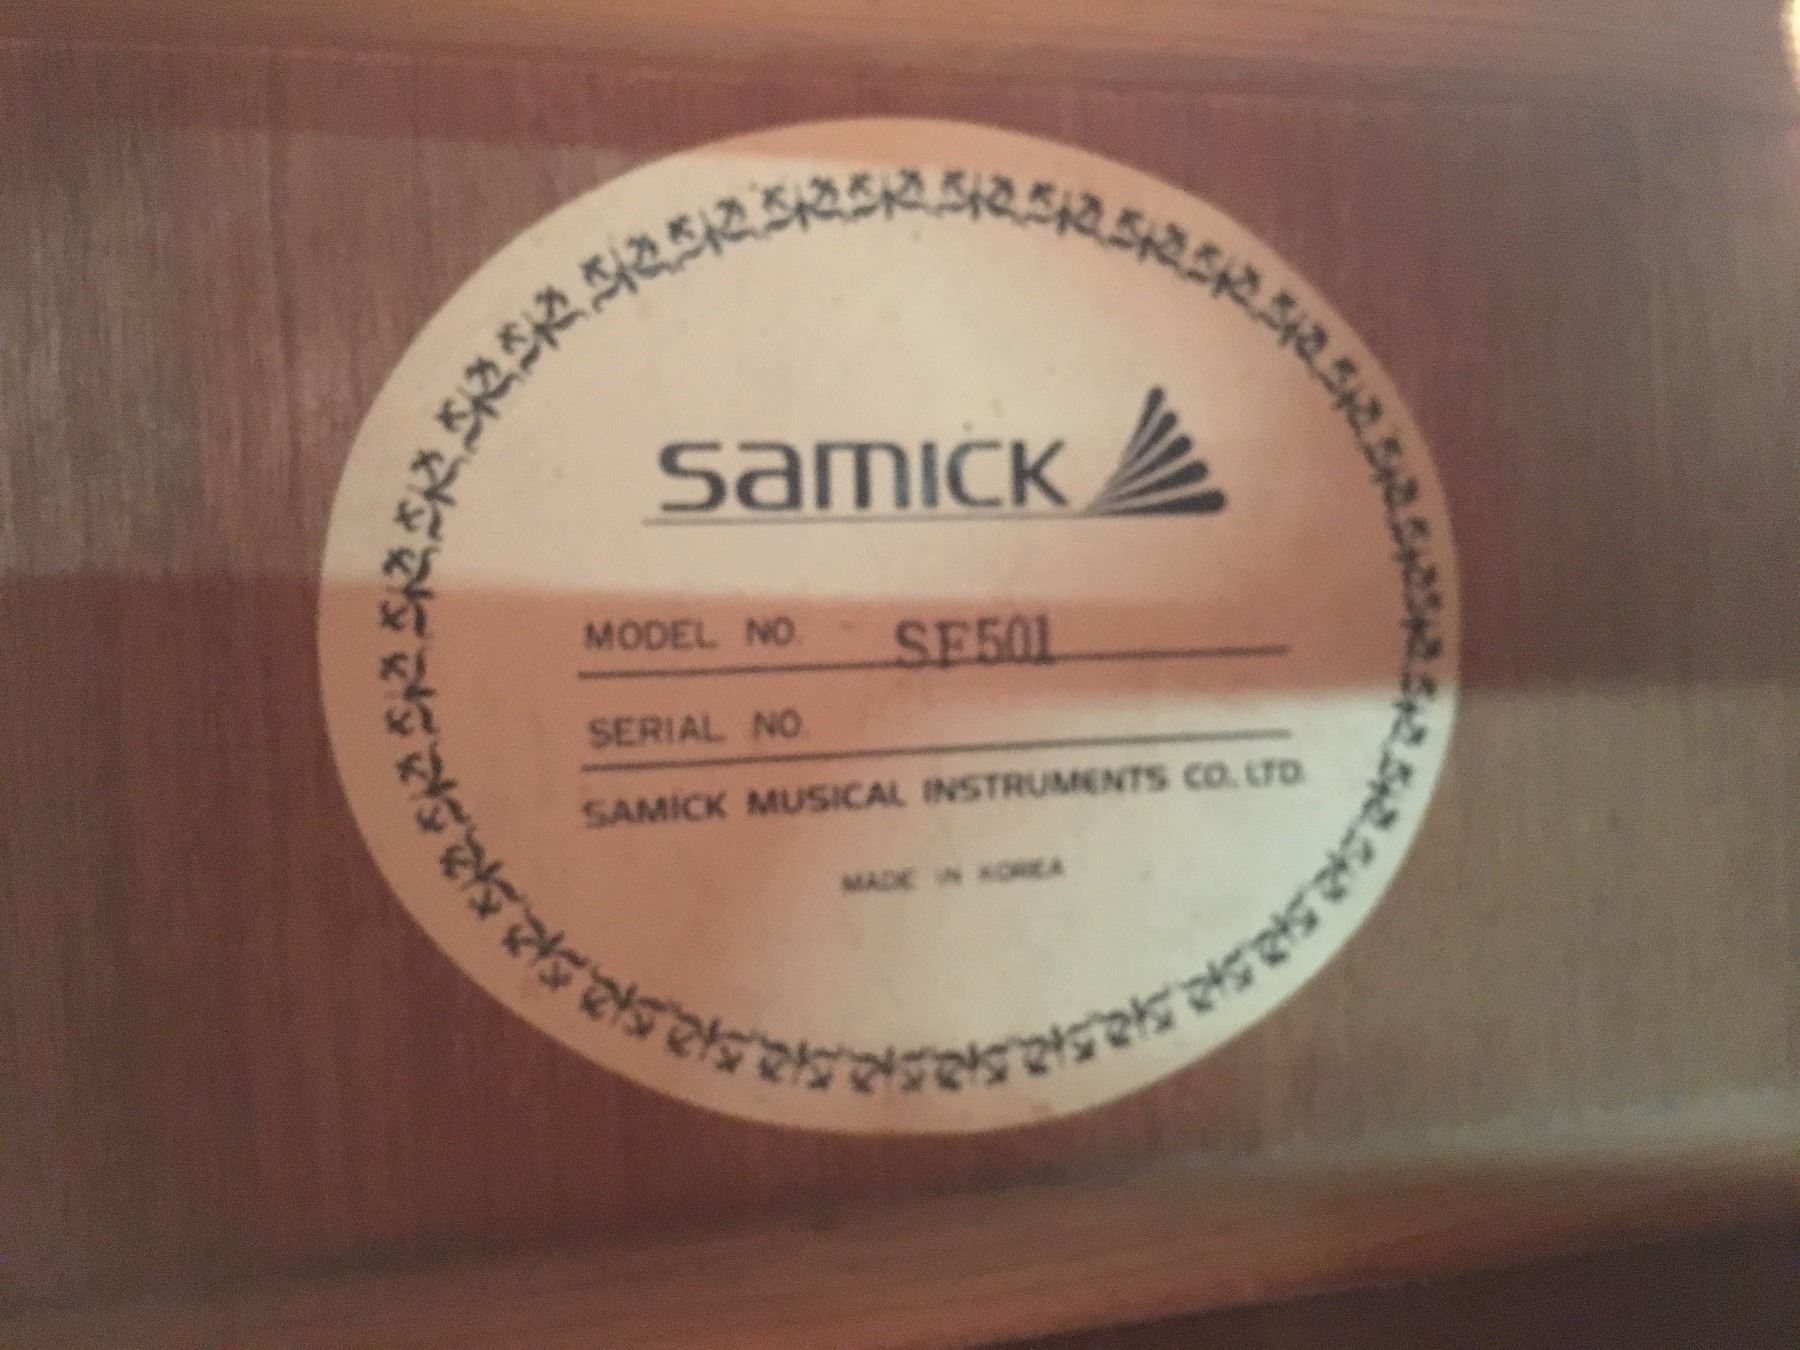 SAMICK
MODEL NO. SF501
SERIAL NO.
SAMICK MUSICAL INSTRUMENTS CO. LTD.
MADE IN KOREA